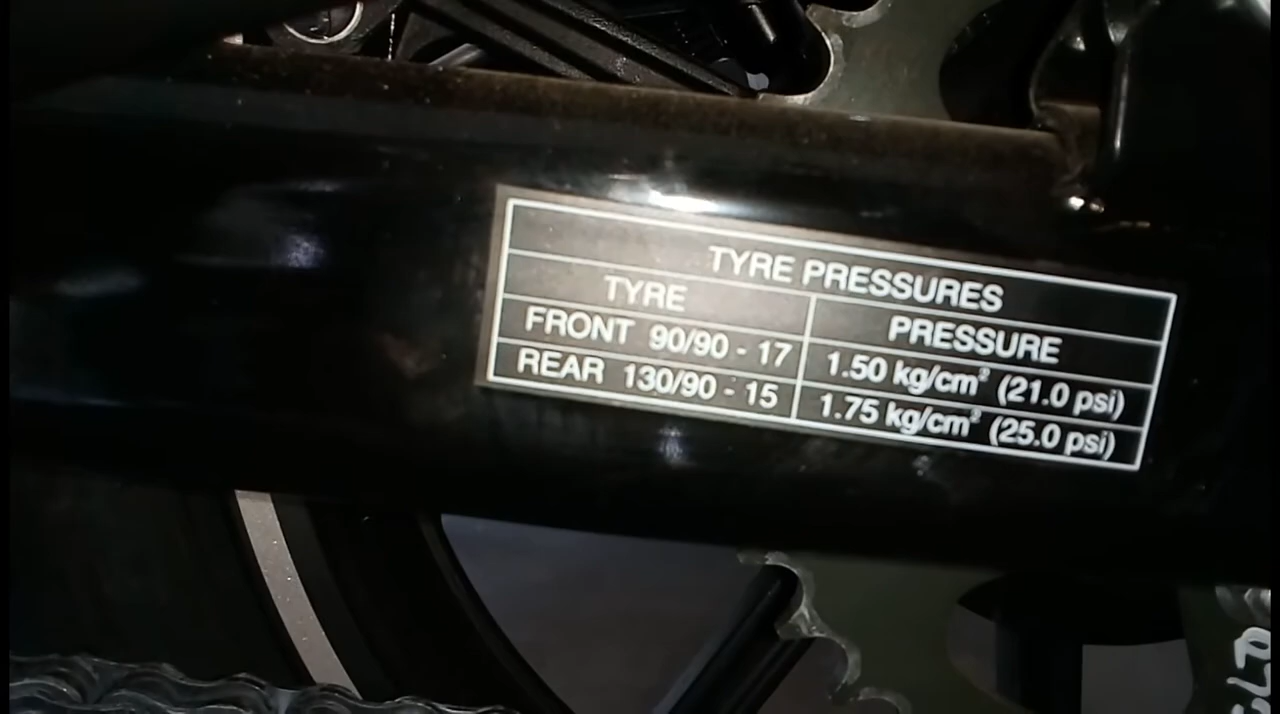 TYRE PRESSURES
TYRE PRESSURE
FRONT 90/90 - 17 1.50 kg/cm² (21.0 psi)
REAR 130/90 - 15 1.75 kg/cm² (25.0 psi)